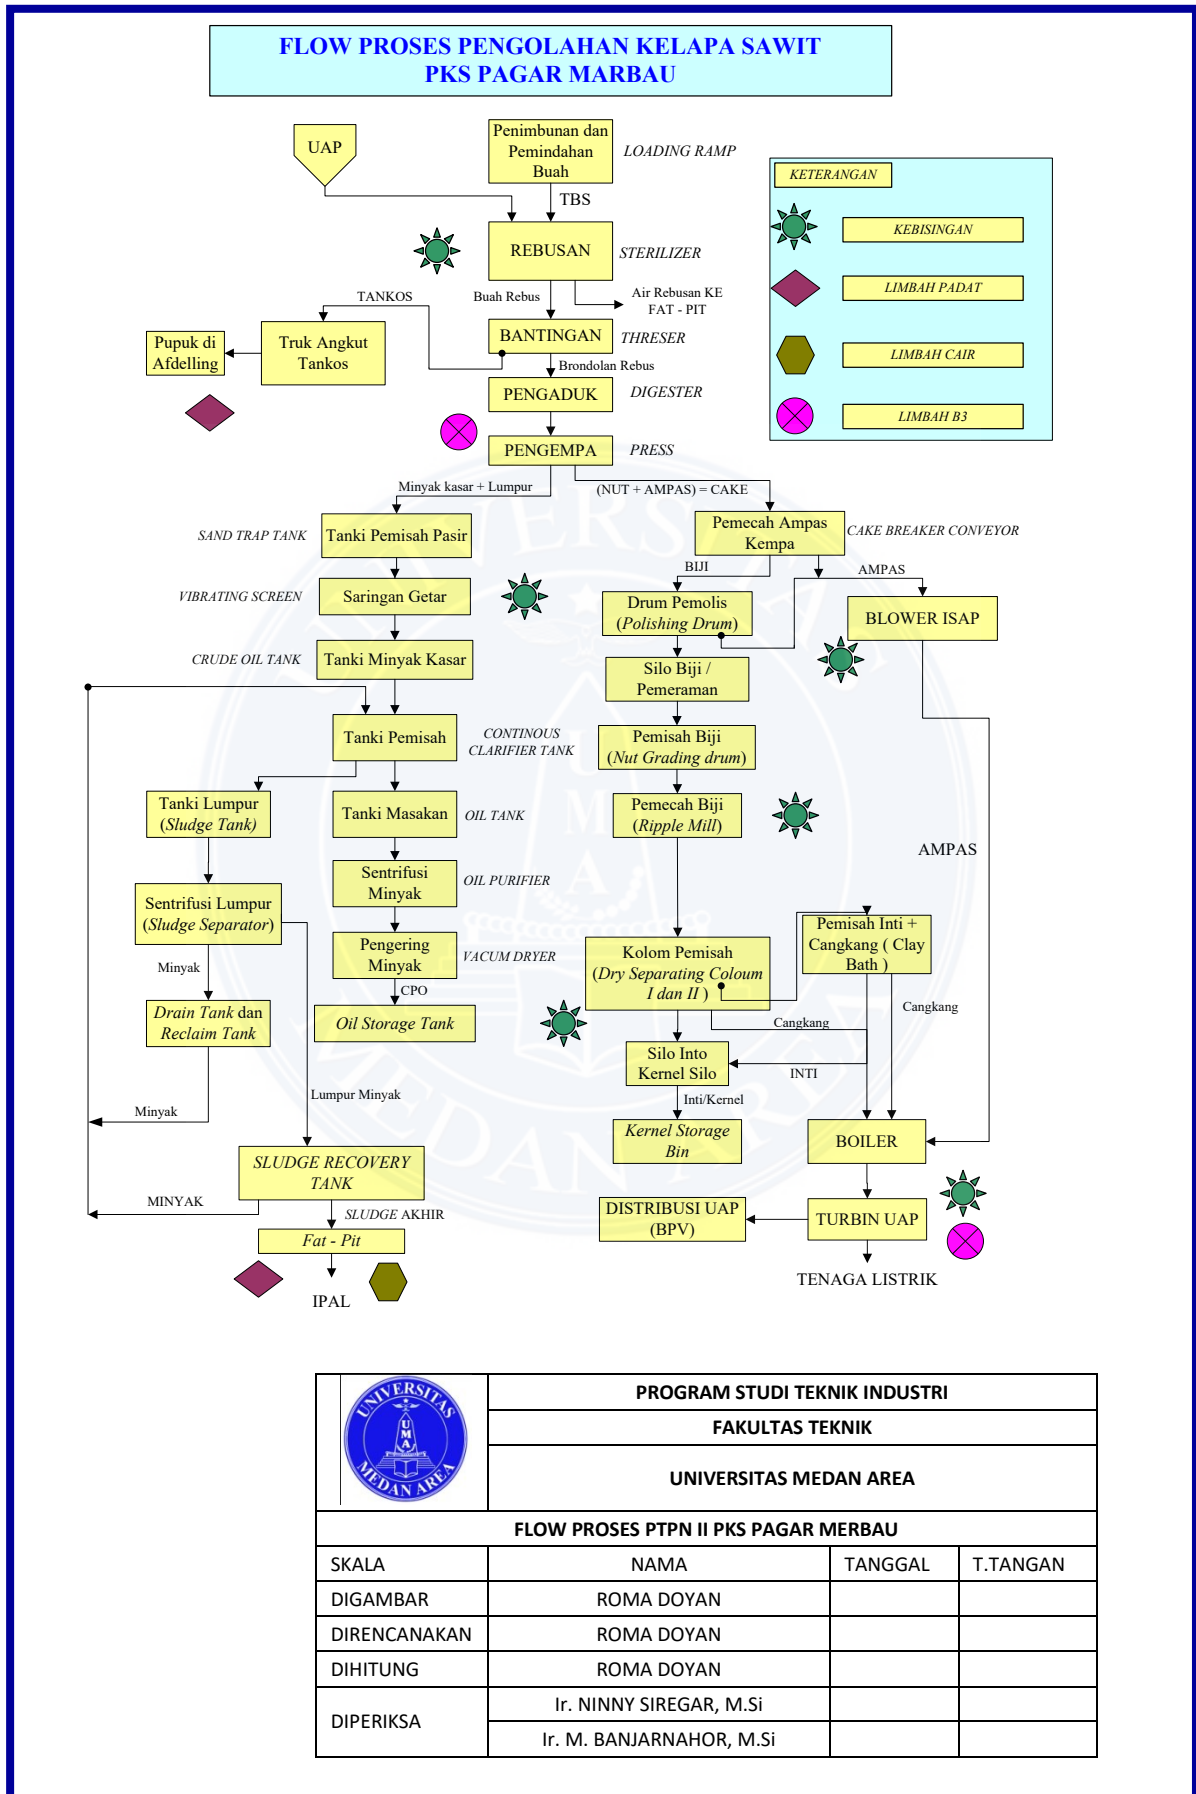 FLOW PROSES PENGOLAHAN KELAPA SAWIT
PKS PAGAR MARBAU
UAP
Penimbunan dan
Pemindahan
Buah
LOADING RAMP
TBS
KETERANGAN
KEBISINGAN
LIMBAH PADAT
LIMBAH CAIR
LIMBAH B3
REBUSAN
STERILIZER
Buah Rebus
Air Rebusan KE
FAT - PIT
TANKOS
BANTINGAN
THRESER
Truk Angkut
Tankos
Pupuk di
Afdelling
Brondolan Rebus
PENGADUK
DIGESTER
PENGEMPA
PRESS
Minyak kasar + Lumpur
(NUT + AMPAS) = CAKE
SAND TRAP TANK
Tanki Pemisah Pasir
Pemecah Ampas
Kempa
CAKE BREAKER CONVEYOR
BIJI
AMPAS
VIBRATING SCREEN
Saringan Getar
Drum Pemolis
(Polishing Drum)
BLOWER ISAP
CRUDE OIL TANK
Tanki Minyak Kasar
Silo Biji /
Pemeraman
Tanki Pemisah
CONTINOUS
CLARIFIER TANK
Pemisah Biji
(Nut Grading drum)
Tanki Lumpur
(Sludge Tank)
Tanki Masakan
OIL TANK
Pemecah Biji
(Ripple Mill)
AMPAS
Sentrifusi
Minyak
OIL PURIFIER
Sentrifusi Lumpur
(Sludge Separator)
Pengering
Minyak
VACUM DRYER
Kolom Pemisah
(Dry Separating Coloum
I dan II )
Pemisah Inti +
Cangkang ( Clay
Bath )
Minyak
CPO
Cangkang
Cangkang
Drain Tank dan
Reclaim Tank
Oil Storage Tank
Silo Into
Kernel Silo
INTI
Lumpur Minyak
Inti/Kernel
Minyak
Kernel Storage
Bin
BOILER
SLUDGE RECOVERY
TANK
MINYAK
SLUDGE AKHIR
DISTRIBUSI UAP
(BPV)
TURBIN UAP
Fat - Pit
TENAGA LISTRIK
IPAL
UNIVERSITAS
UMA
MEDAN AREA
PROGRAM STUDI TEKNIK INDUSTRI
FAKULTAS TEKNIK
UNIVERSITAS MEDAN AREA
FLOW PROSES PTPN II PKS PAGAR MERBAU
SKALA NAMA TANGGAL T.TANGAN
DIGAMBAR ROMA DOYAN
DIRENCANAKAN ROMA DOYAN
DIHITUNG ROMA DOYAN
DIPERIKSA Ir. NINNY SIREGAR, M.Si
Ir. M. BANJARNAHOR, M.Si